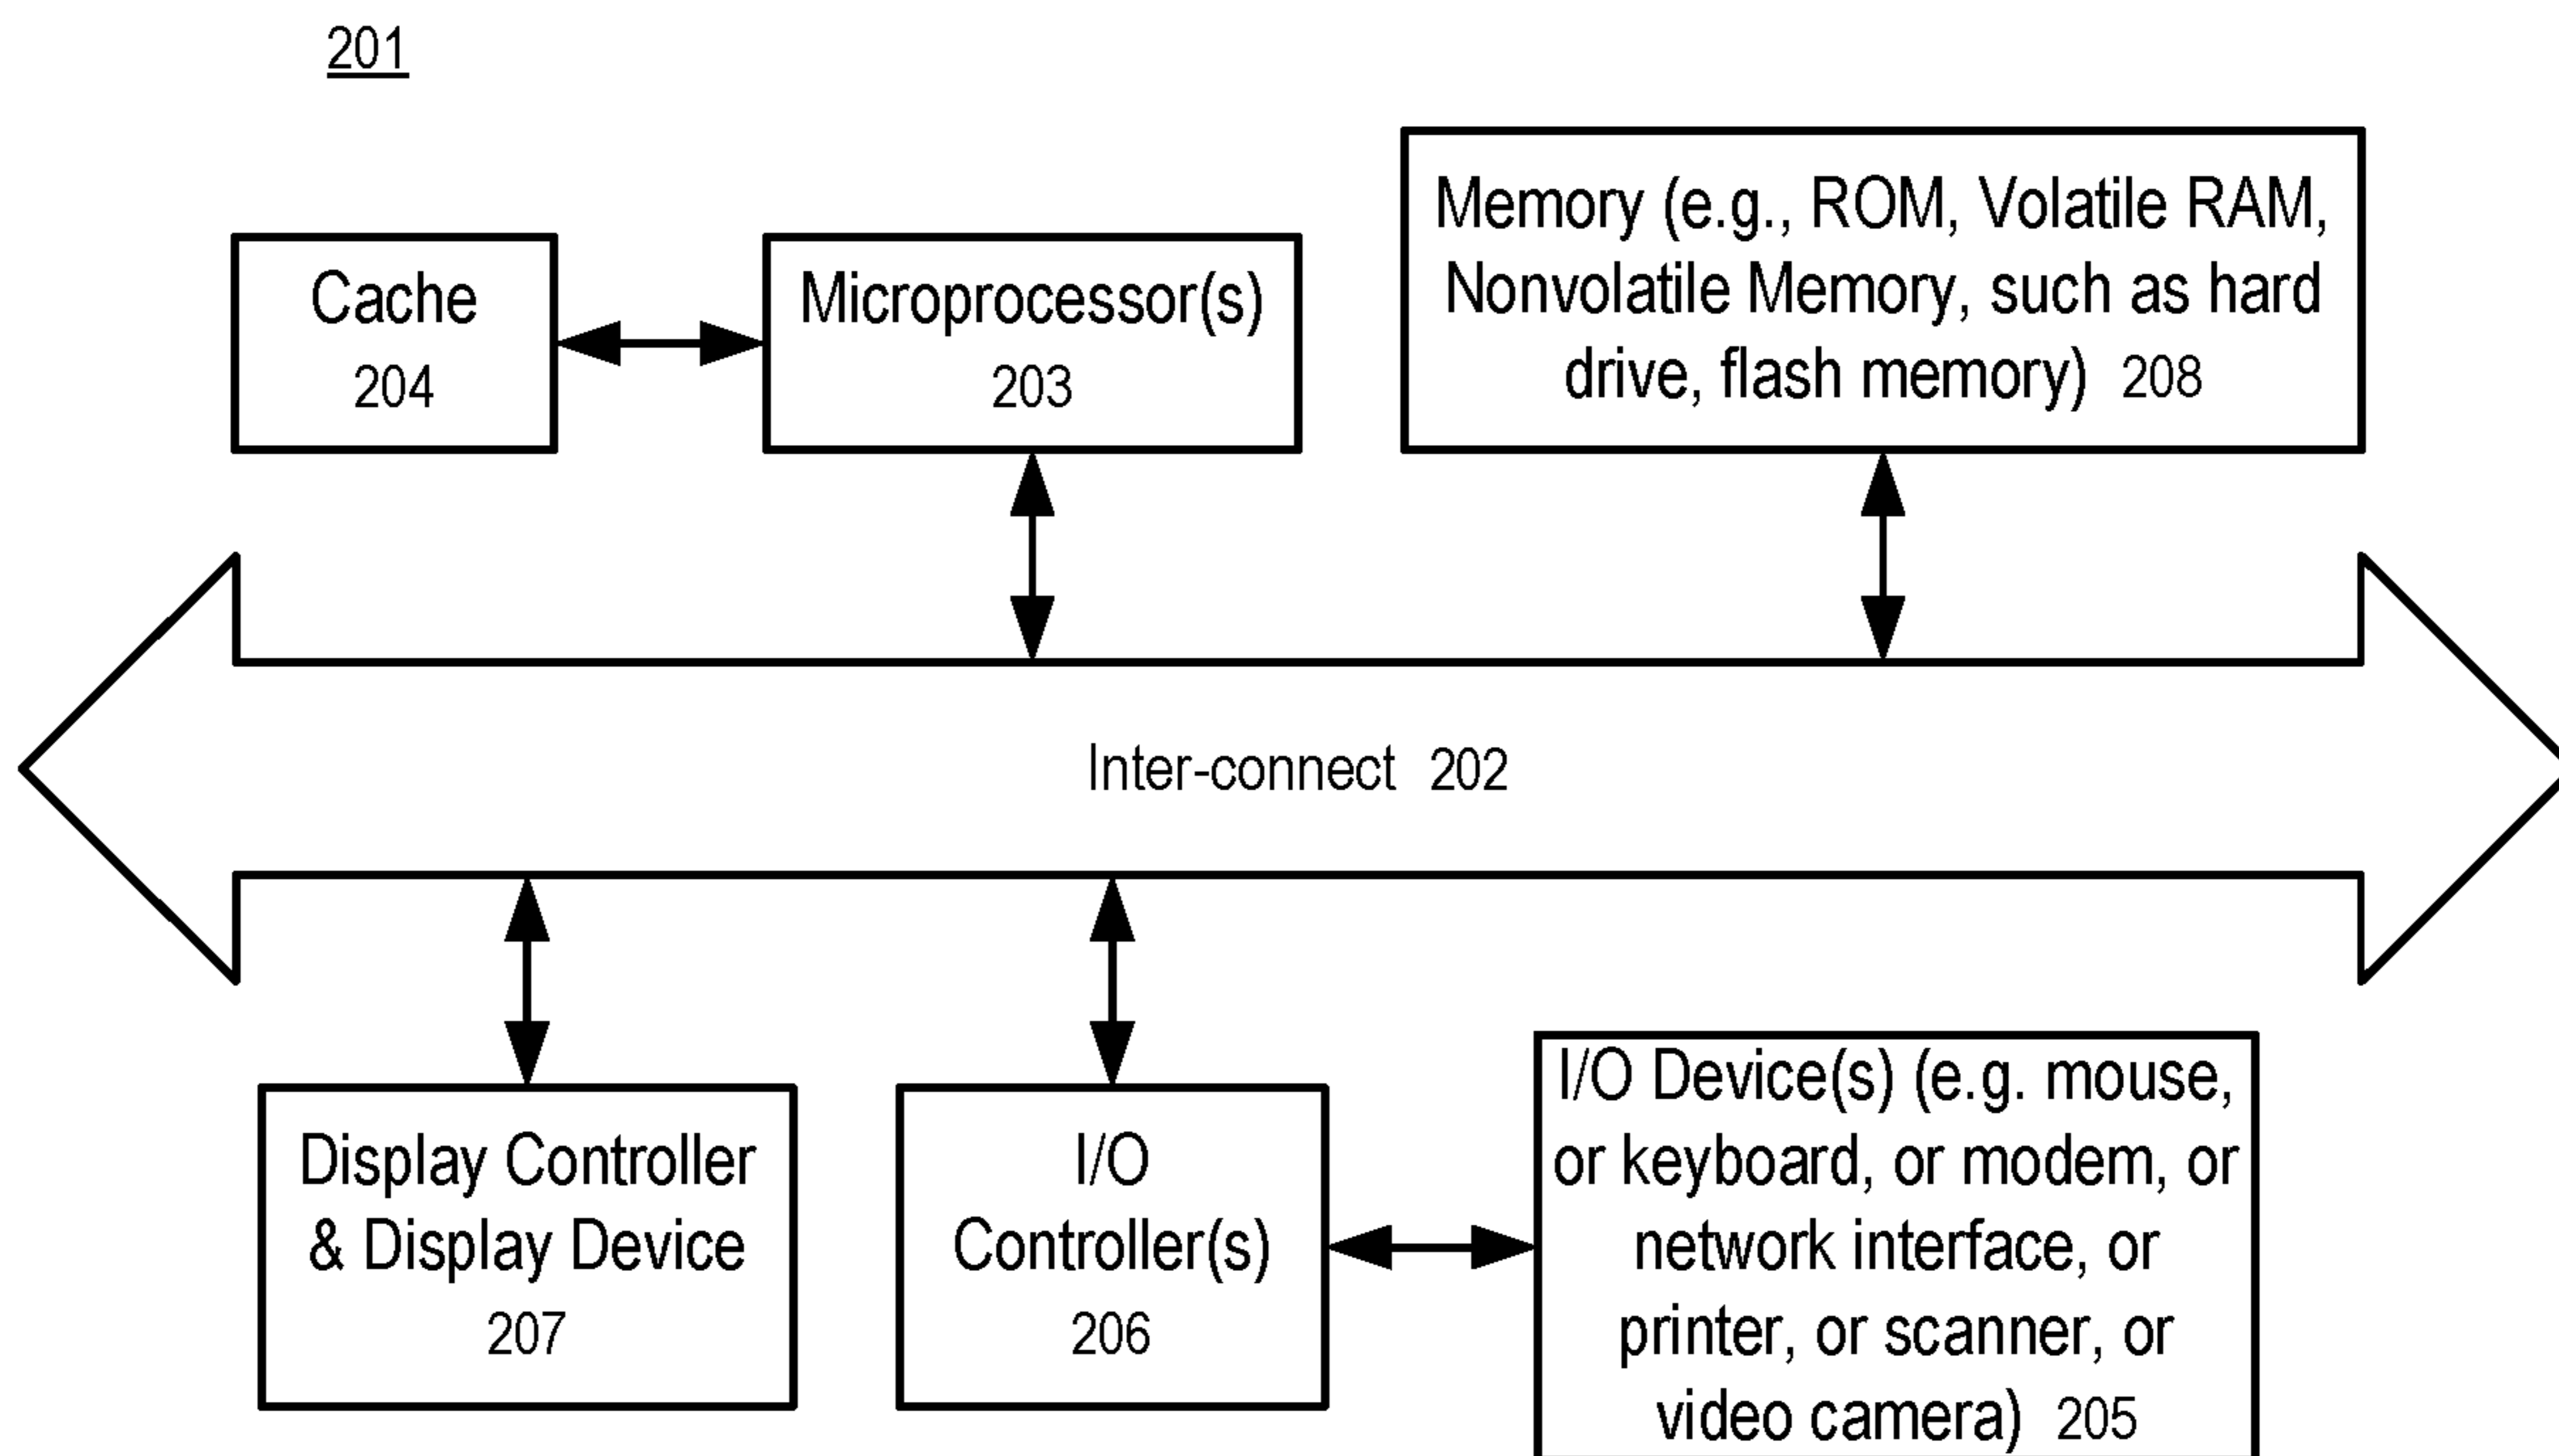 201
Cache
204
Microprocessor(s)
203
Memory (e.g., ROM, Volatile RAM,
Nonvolatile Memory, such as hard
drive, flash memory) 208
Inter-connect 202
Display Controller
& Display Device
207
I/O
Controller(s)
206
I/O Device(s) (e.g. mouse,
or keyboard, or modem, or
network interface, or
printer, or scanner, or
video camera) 205